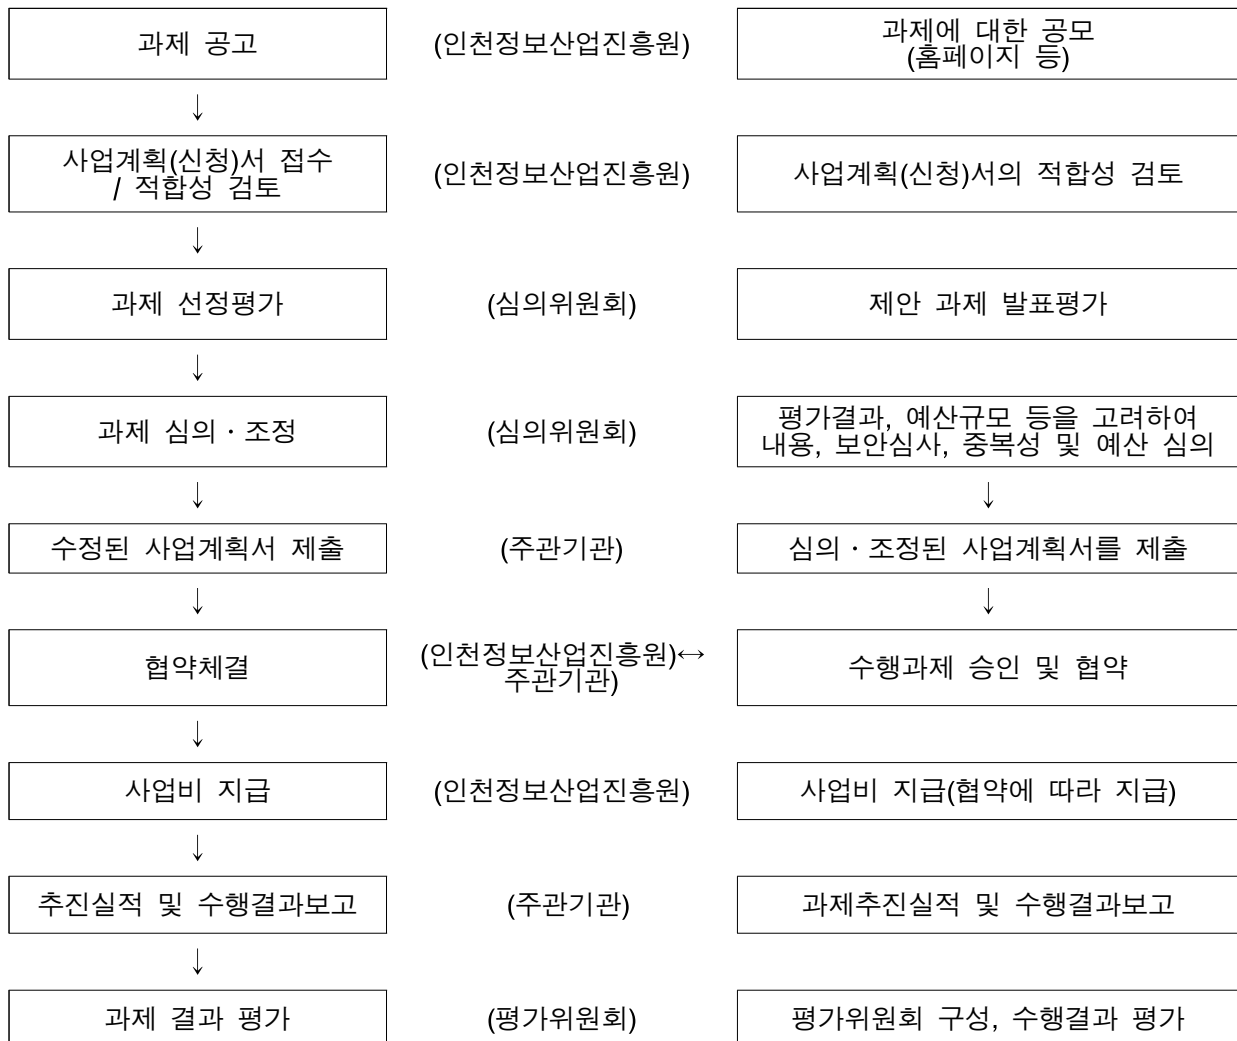 과제 공고
(인천정보산업진흥원)
과제에 대한 공모
(홈페이지 등)
↓
사업계획(신청)서 접수
/ 적합성 검토
(인천정보산업진흥원)
사업계획(신청)서의 적합성 검토
↓
과제 선정평가
(심의위원회)
제안 과제 발표평가
↓
과제 심의 · 조정
(심의위원회)
평가결과, 예산규모 등을 고려하여
내용, 보안심사, 중복성 및 예산 심의
↓ ↓
수정된 사업계획서 제출
(주관기관)
심의 · 조정된 사업계획서를 제출
↓ ↓
협약체결
(인천정보산업진흥원)↔
주관기관)
수행과제 승인 및 협약
↓
사업비 지급
(인천정보산업진흥원)
사업비 지급(협약에 따라 지급)
↓
추진실적 및 수행결과보고
(주관기관)
과제추진실적 및 수행결과보고
↓
과제 결과 평가
(평가위원회)
평가위원회 구성, 수행결과 평가